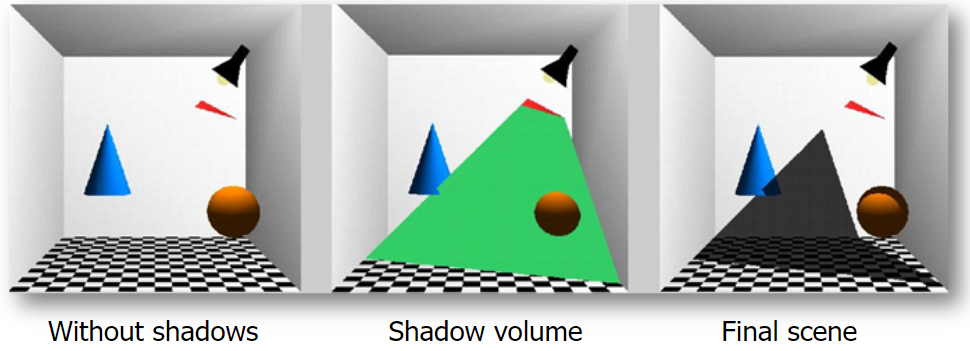 Without shadows
Shadow volume
Final scene